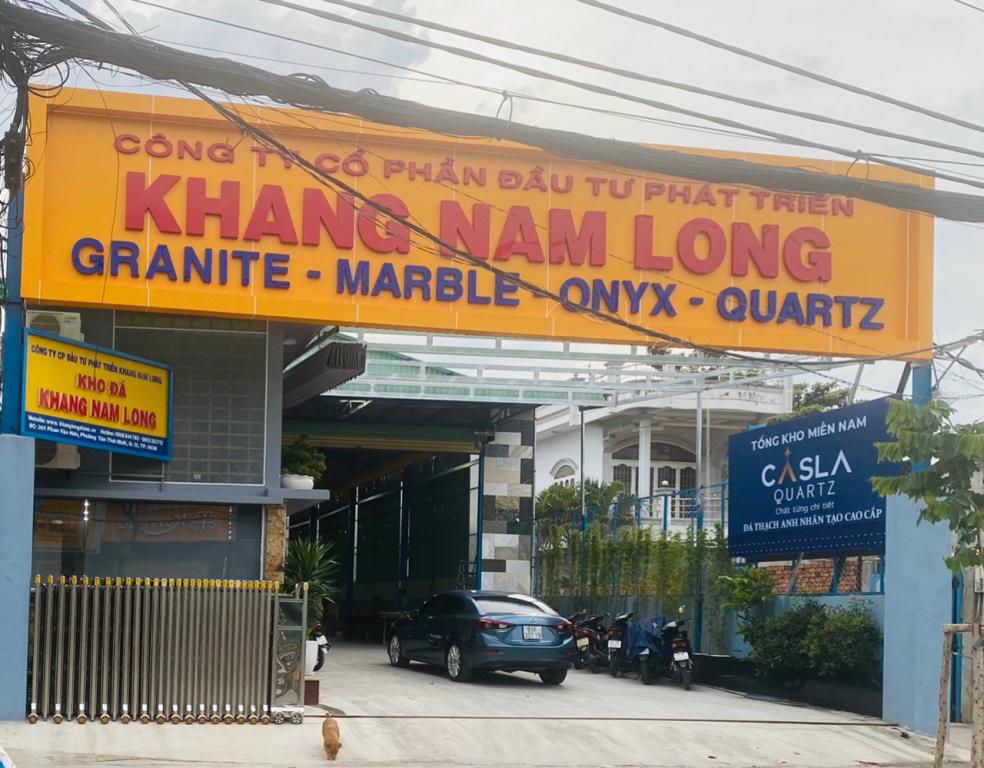 CÔNG TY CỔ PHẦN ĐẦU TƯ PHÁT TRIỂN
KHANG NAM LONG
GRANITE - MARBLE - ONYX - QUARTZ
CÔNG TY CP ĐẦU TƯ PHÁT TRIỂN KHANG NAM LONG
KHO ĐÁ
KHANG NAM LONG
TỔNG KHO MIỀN NAM
CASLA
QUARTZ
Chất từng chi tiết
ĐÁ THẠCH ANH NHÂN TẠO CAO CẤP